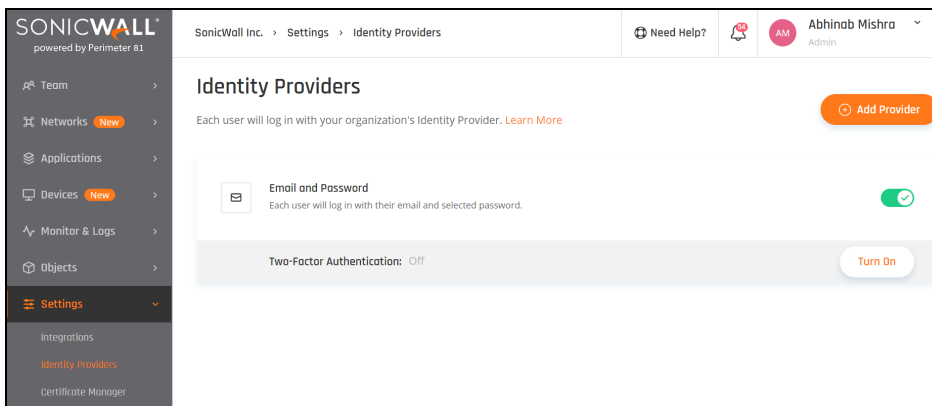 SONICWALL
powered by Perimeter 81
Team
Networks New
Applications
Devices New
Monitor & Logs
Objects
Settings
Integrations
Identity Providers
Certificate Manager
SonicWall Inc. > Settings > Identity Providers
Need Help?
54
AM
Abhinab Mishra
Admin
Identity Providers
Each user will log in with your organization's Identity Provider. Learn More
Add Provider
Email and Password
Each user will log in with their email and selected password.
Two-Factor Authentication: Off
Turn On